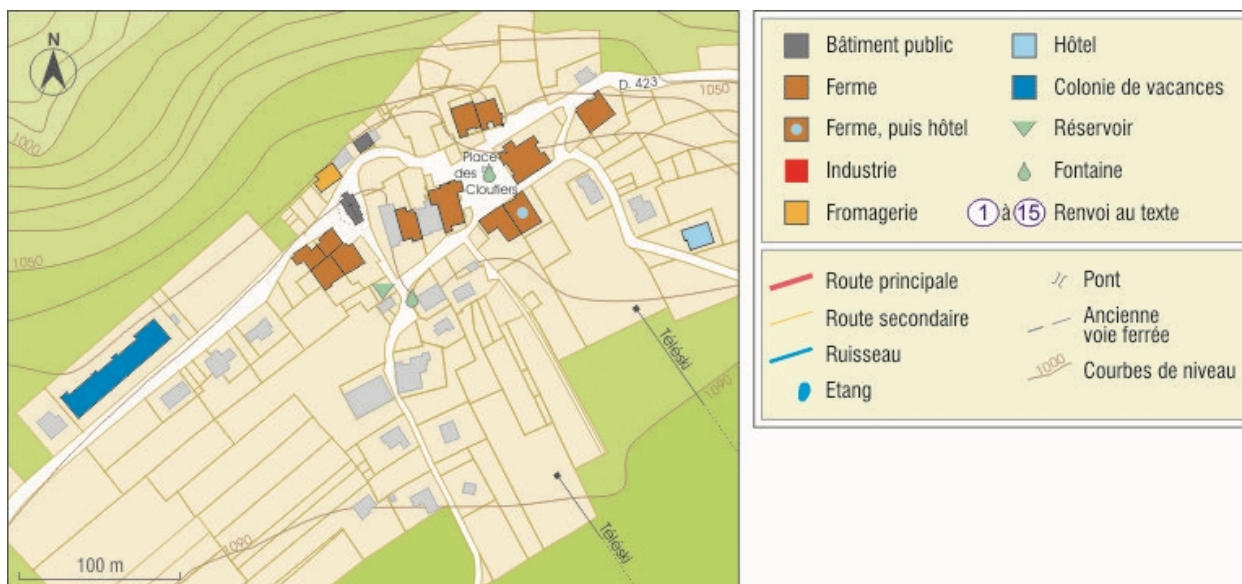 N
D. 423
1050
1000
Place
des
Cloutiers
1050
Téléski
1090
Téléski
1090
100 m
Bâtiment public
Ferme
Ferme, puis hôtel
Industrie
Fromagerie
Hôtel
Colonie de vacances
Réservoir
Fontaine
1 à 15 Renvoi au texte
Route principale
Route secondaire
Ruisseau
Etang
Pont
Ancienne
voie ferrée
1000 Courbes de niveau